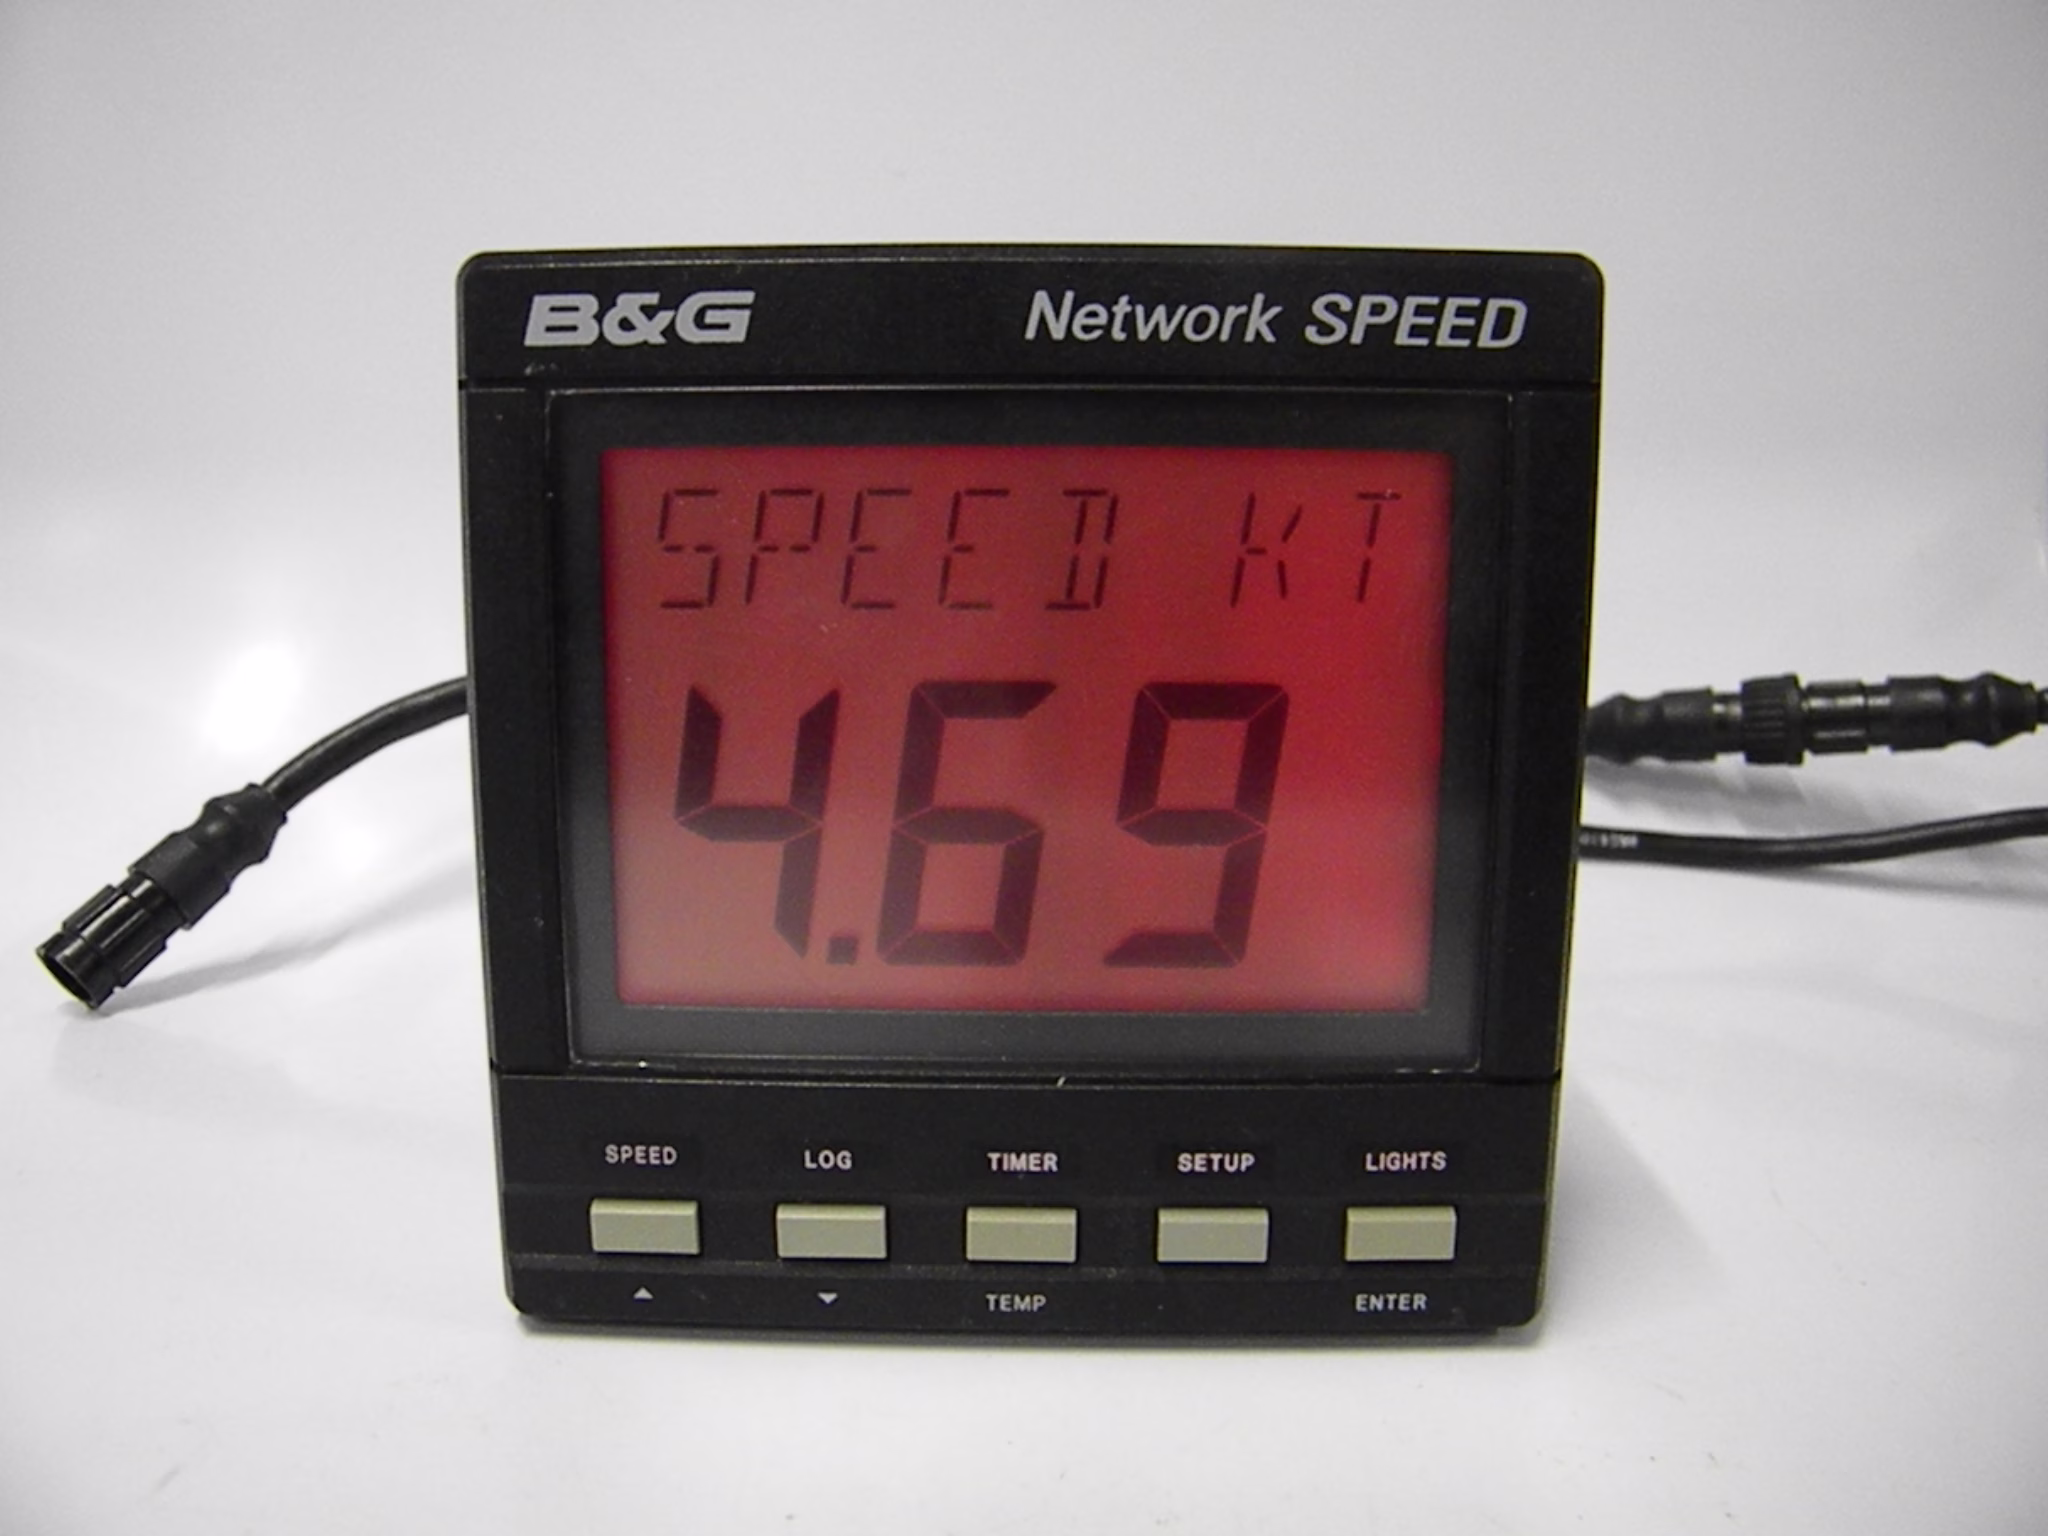 B&G Network SPEED
SPEED KT
4.69
SPEED LOG TIMER SETUP LIGHTS
TEMP ENTER